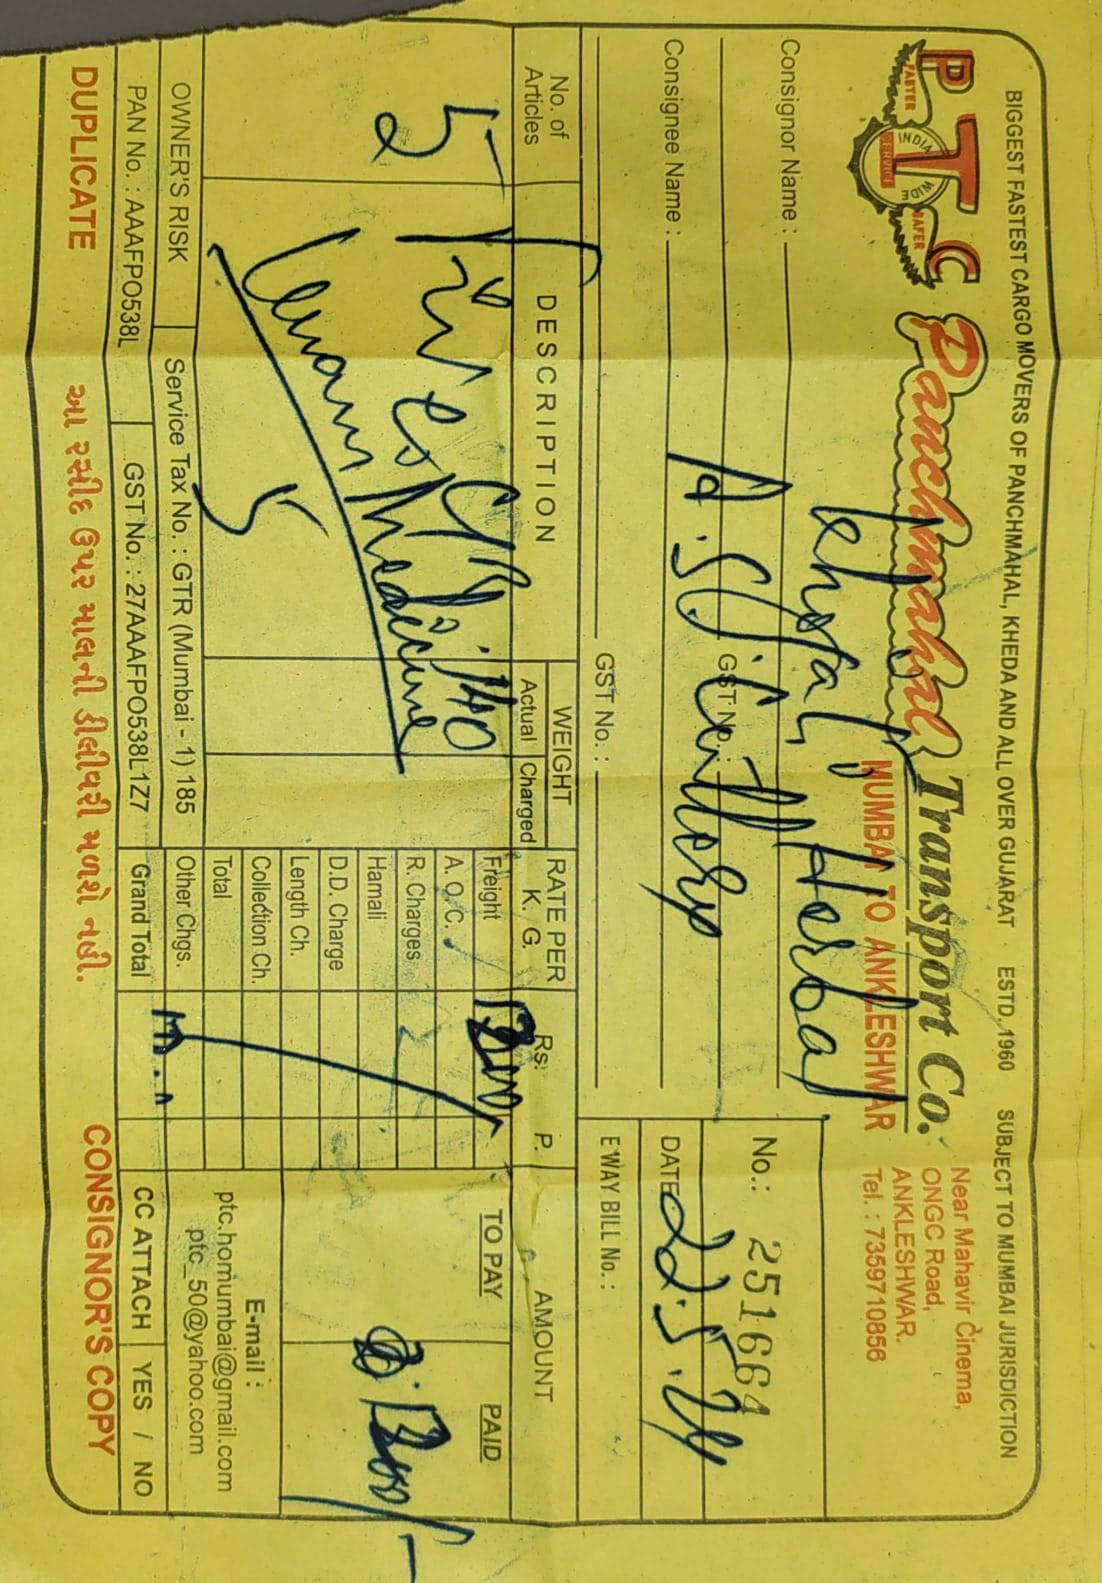 BIGGEST FASTEST CARGO MOVERS OF PANCHMAHAL, KHEDA AND ALL OVER GUJARAT · ESTD. 1960 SUBJECT TO MUMBAI JURISDICTION
PTC
FASTER SAFER
INDIA WIDE
SERVICE
Panchmahal Transport Co.
MUMBAI TO ANKLESHWAR
Near Mahavir Cinema,
ONGC Road,
ANKLESHWAR.
Tel. : 7359710856
Consignor Name : Herbal
GST No. :
No.: 251664
Consignee Name : A.
GST No. :
DATE 22.5.24
E WAY BILL No. :
No. of Articles
DESCRIPTION
WEIGHT
Actual Charged
RATE PER K. G.
Rs. P.
AMOUNT
TO PAY PAID
5
140
Medicine
5
Freight
A. O. C.
R. Charges
Hamali
D.D. Charge
Length Ch.
Collection Ch.
Total
Other Chgs.
Grand Total
E-mail :
ptc.homumbai@gmail.com
ptc_50@yahoo.com
OWNER'S RISK
Service Tax No. : GTR (Mumbai - 1) 185
PAN No. : AAAFPO538L
GST No. : 27AAAFPO538L1Z7
CC ATTACH YES / NO
DUPLICATE
આ રસીદ ઉપર માલની ડીલીવરી મળશે નહી.
CONSIGNOR'S COPY